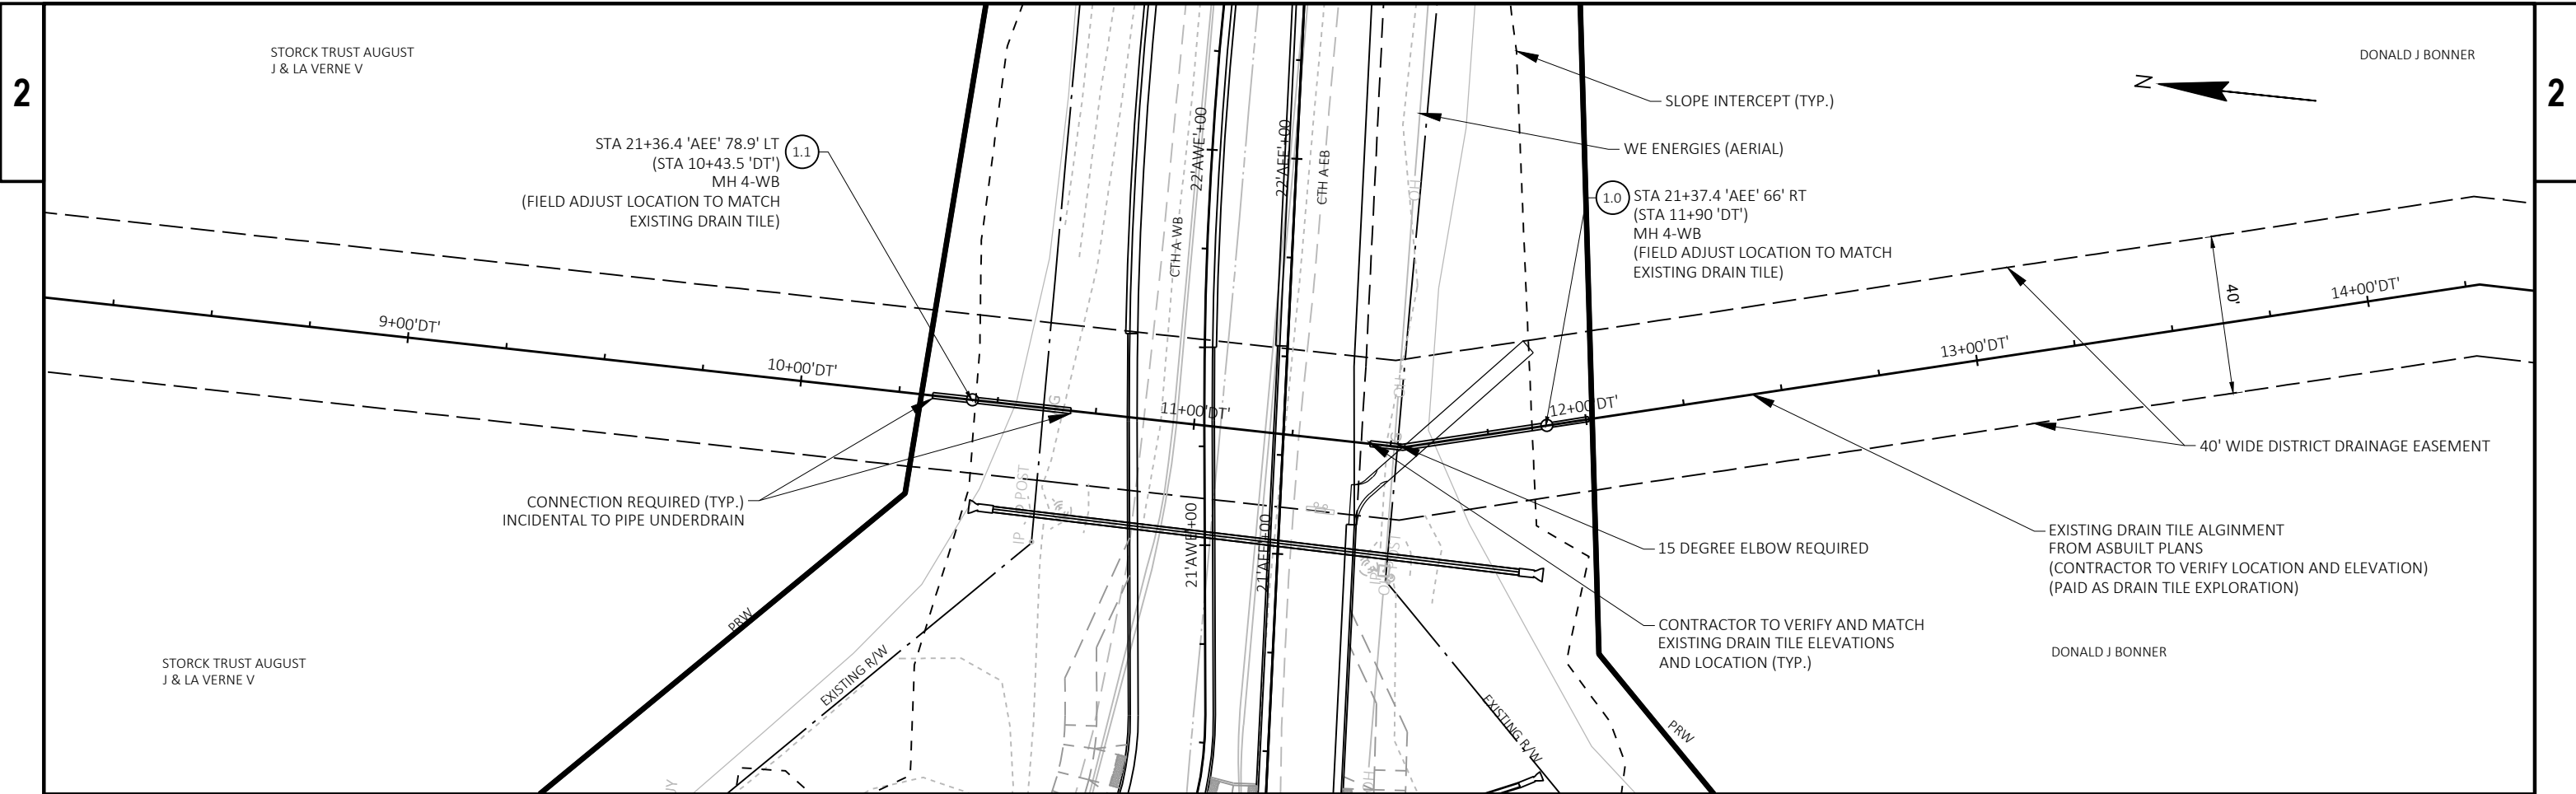 2
STORCK TRUST AUGUST
J & LA VERNE V
DONALD J BONNER
2
N
SLOPE INTERCEPT (TYP.)
WE ENERGIES (AERIAL)
STA 21+36.4 'AEE' 78.9' LT
(STA 10+43.5 'DT')
MH 4-WB
(FIELD ADJUST LOCATION TO MATCH
EXISTING DRAIN TILE)
1.1
22'AWE'+00
22'AEE'+00
CTH A WB
CTH A EB
1.0
STA 21+37.4 'AEE' 66' RT
(STA 11+90 'DT')
MH 4-WB
(FIELD ADJUST LOCATION TO MATCH
EXISTING DRAIN TILE)
9+00'DT'
10+00'DT'
11+00'DT'
12+00'DT'
13+00'DT'
14+00'DT'
40'
40' WIDE DISTRICT DRAINAGE EASEMENT
CONNECTION REQUIRED (TYP.)
INCIDENTAL TO PIPE UNDERDRAIN
21'AWE'+00
21'AEE'+00
15 DEGREE ELBOW REQUIRED
EXISTING DRAIN TILE ALGINMENT
FROM ASBUILT PLANS
(CONTRACTOR TO VERIFY LOCATION AND ELEVATION)
(PAID AS DRAIN TILE EXPLORATION)
CONTRACTOR TO VERIFY AND MATCH
EXISTING DRAIN TILE ELEVATIONS
AND LOCATION (TYP.)
PRW
EXISTING R/W
STORCK TRUST AUGUST
J & LA VERNE V
DONALD J BONNER
EXISTING R/W
PRW